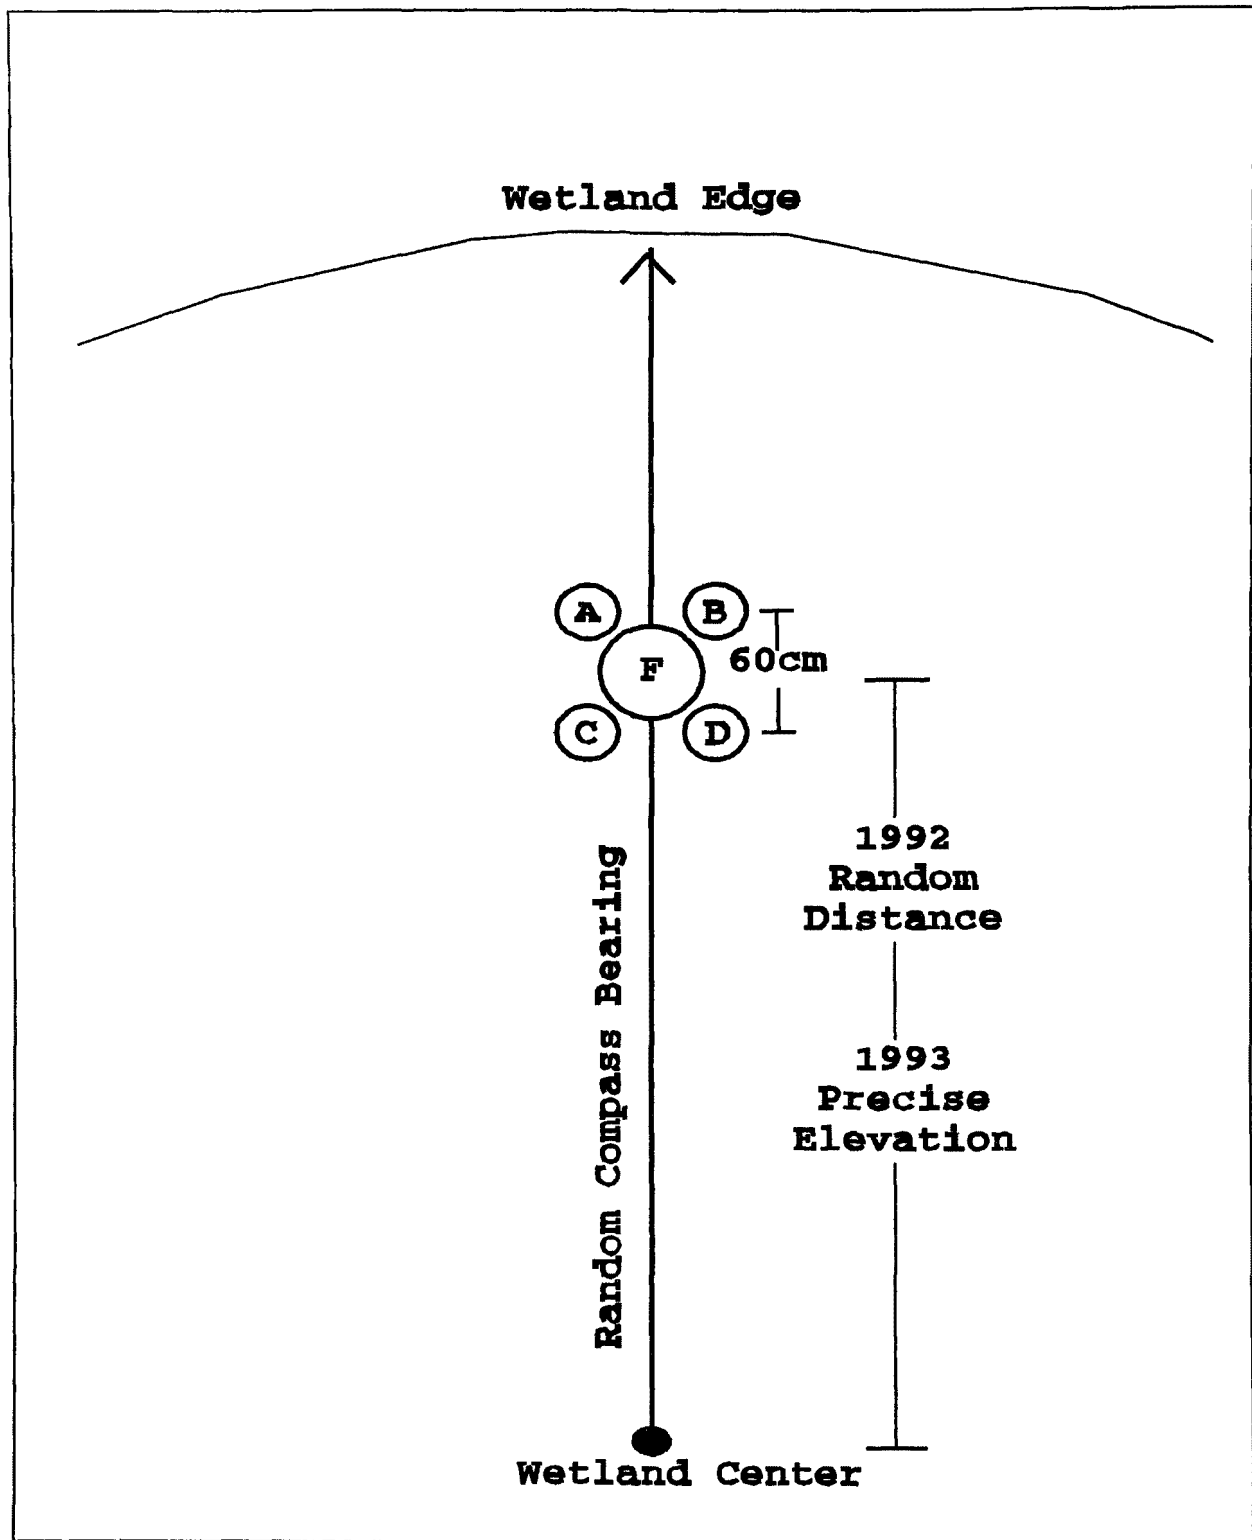 Wetland Edge
A
B
F
60cm
C
D
1992
Random
Distance
Random Compass Bearing
1993
Precise
Elevation
Wetland Center